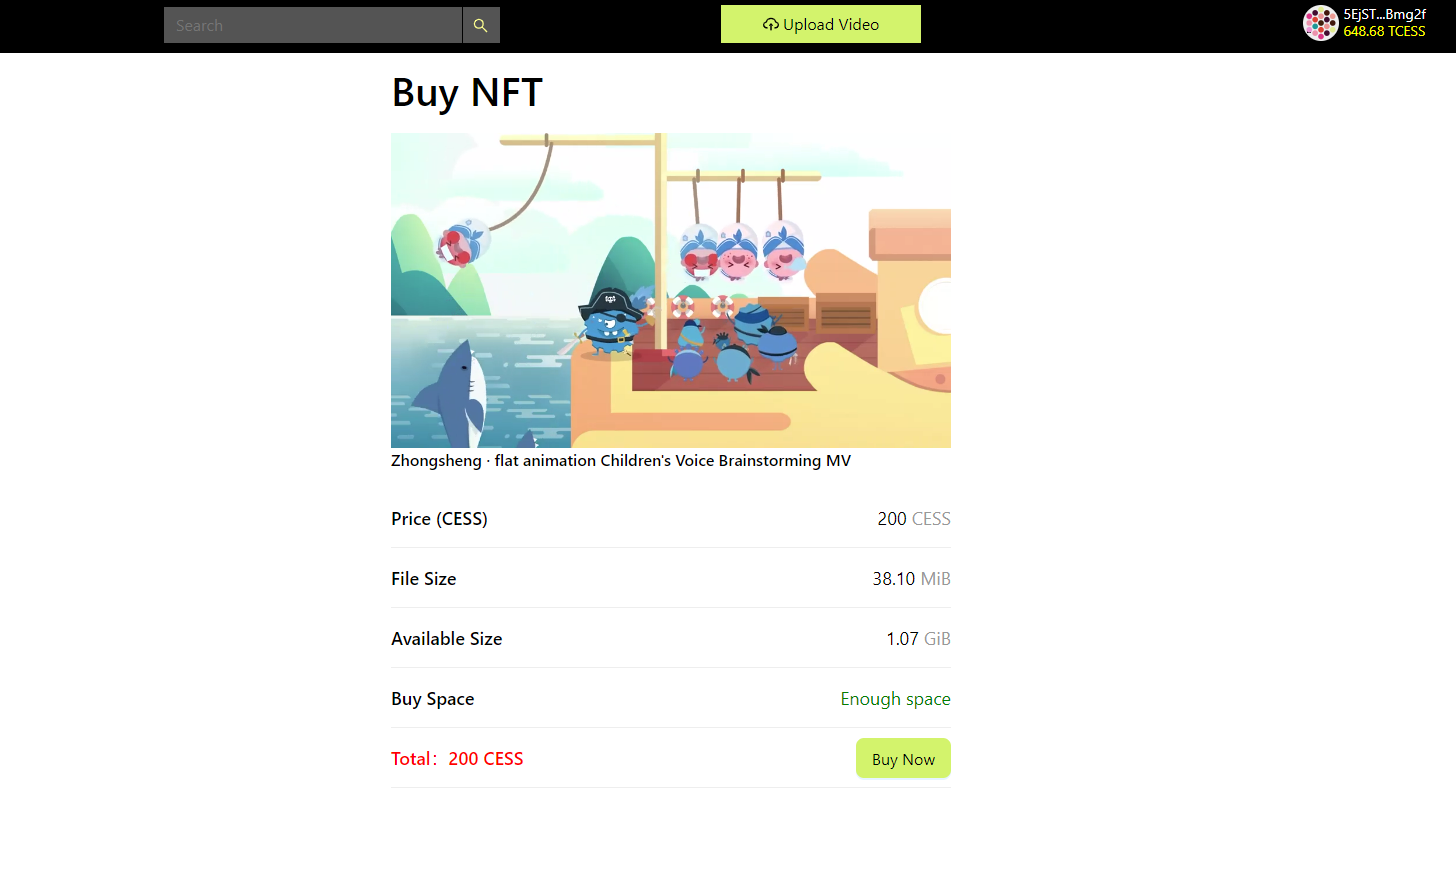 Search
Upload Video
5EjST...Bmg2f
648.68 TCESS
Buy NFT
Zhongsheng · flat animation Children's Voice Brainstorming MV
Price (CESS) 200 CESS
File Size 38.10 MiB
Available Size 1.07 GiB
Buy Space Enough space
Total：200 CESS Buy Now